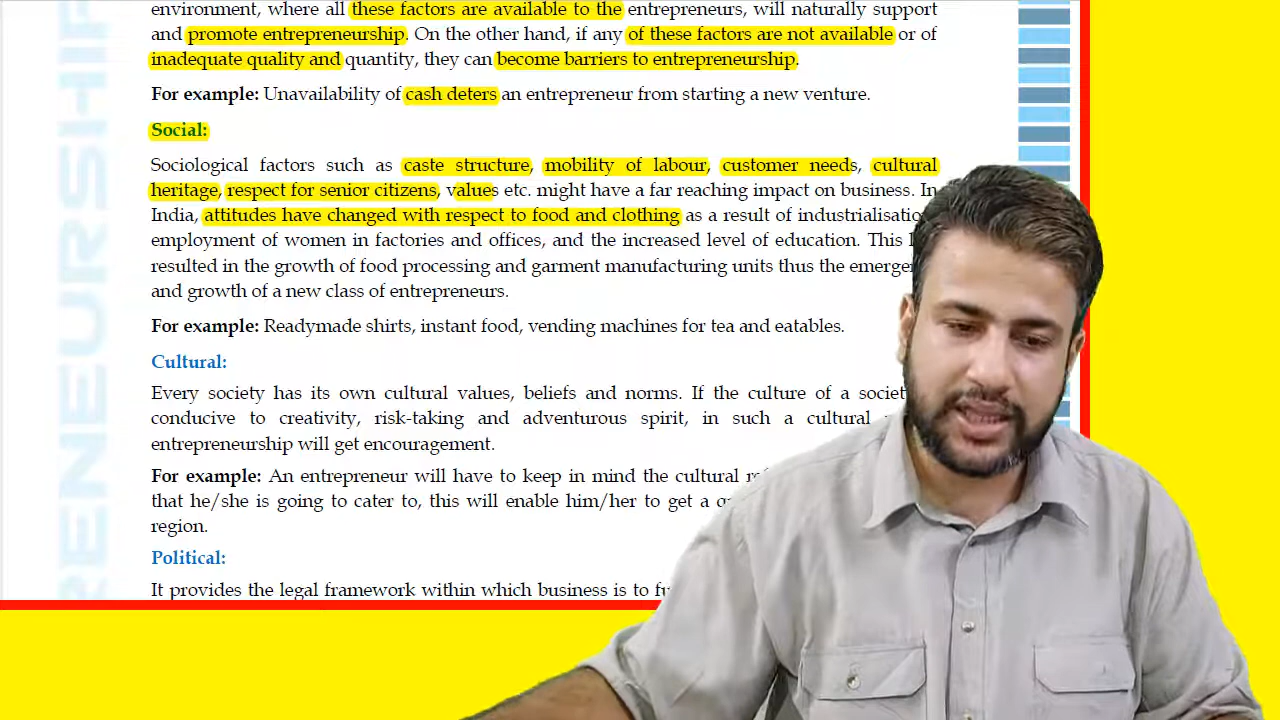 environment, where all these factors are available to the entrepreneurs, will naturally support
and promote entrepreneurship. On the other hand, if any of these factors are not available or of
inadequate quality and quantity, they can become barriers to entrepreneurship.
For example: Unavailability of cash deters an entrepreneur from starting a new venture.
Social:
Sociological factors such as caste structure, mobility of labour, customer needs, cultural
heritage, respect for senior citizens, values etc. might have a far reaching impact on business. In
India, attitudes have changed with respect to food and clothing as a result of
employment of women in factories and offices, and the increased level of education. This
resulted in the growth of food processing and garment manufacturing units thus the
and growth of a new class of entrepreneurs.
For example: Readymade shirts, instant food, vending machines for tea and eatables.
Cultural:
Every society has its own cultural values, beliefs and norms. If the culture of a
conducive to creativity, risk-taking and adventurous spirit, in such a cultural
entrepreneurship will get encouragement.
For example: An entrepreneur will have to keep in mind the cultural
that he/she is going to cater to, this will enable him/her to get a
region.
Political:
It provides the legal framework within which business is to